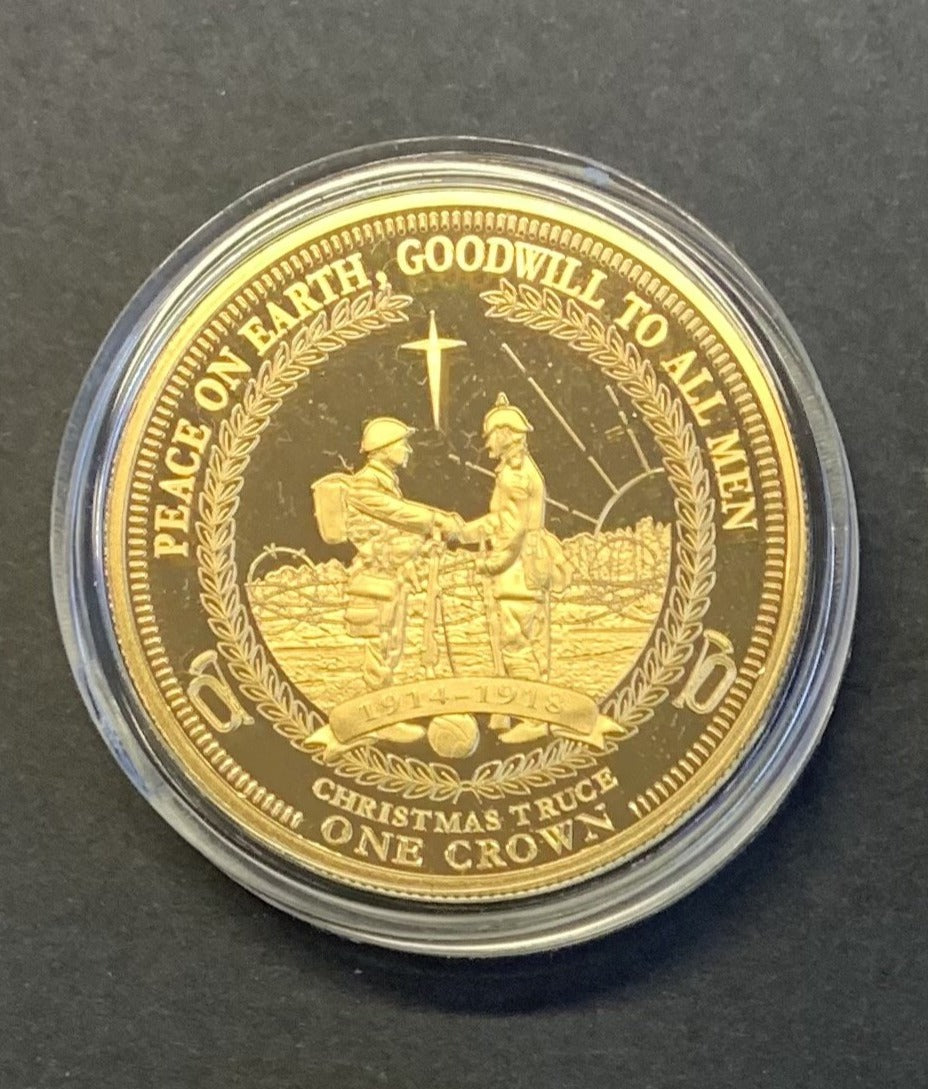 PEACE ON EARTH, GOODWILL TO ALL MEN
1914-1918
CHRISTMAS TRUCE
ONE CROWN